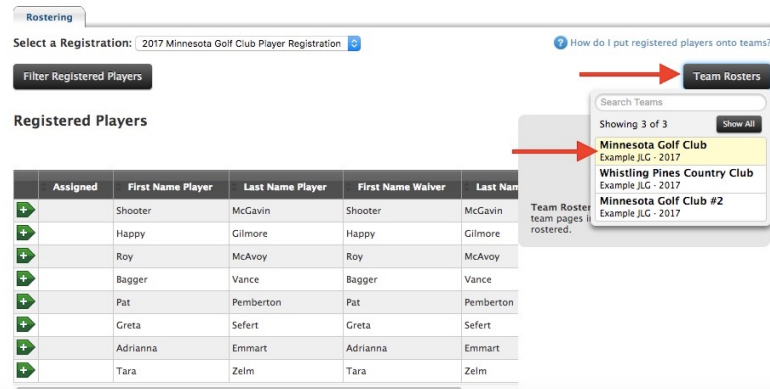 Rostering
Select a Registration: 2017 Minnesota Golf Club Player Registration
? How do I put registered players onto teams?
Filter Registered Players
Team Rosters
Search Teams
Showing 3 of 3 Show All
Registered Players
Minnesota Golf Club
Example JLG - 2017
Whistling Pines Country Club
Example JLG - 2017
Minnesota Golf Club #2
Example JLG - 2017
Team Roster
team pages i
rostered.
Assigned First Name Player Last Name Player First Name Waiver Last Nam
Shooter McGavin Shooter McGavin
Happy Gilmore Happy Gilmore
Roy McAvoy Roy McAvoy
Bagger Vance Bagger Vance
Pat Pemberton Pat Pemberton
Greta Sefert Greta Sefert
Adrianna Emmart Adrianna Emmart
Tara Zelm Tara Zelm